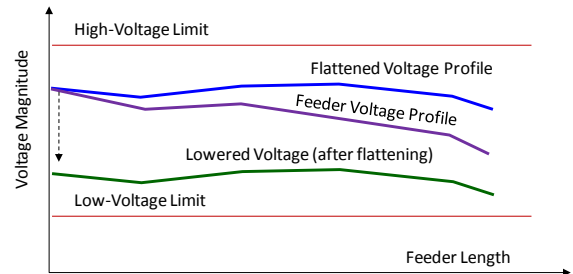 High-Voltage Limit
Flattened Voltage Profile
Feeder Voltage Profile
Voltage Magnitude
Lowered Voltage (after flattening)
Low-Voltage Limit
Feeder Length